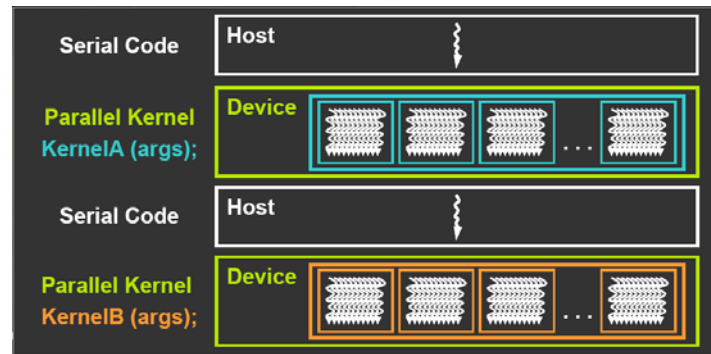 Serial Code
Host
Parallel Kernel
KernelA (args);
Device
...
Serial Code
Host
Parallel Kernel
KernelB (args);
Device
...